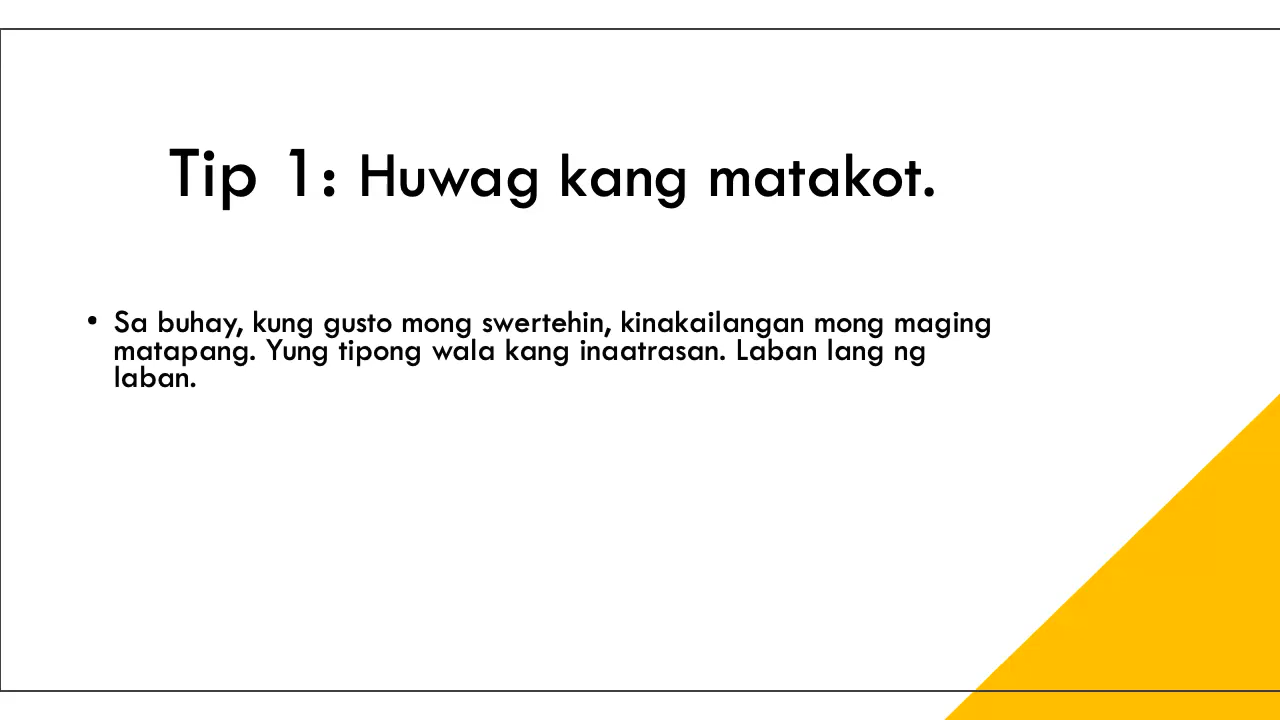 Tip 1: Huwag kang matakot.
• Sa buhay, kung gusto mong swertehin, kinakailangan mong maging
matapang. Yung tipong wala kang inaatrasan. Laban lang ng
laban.